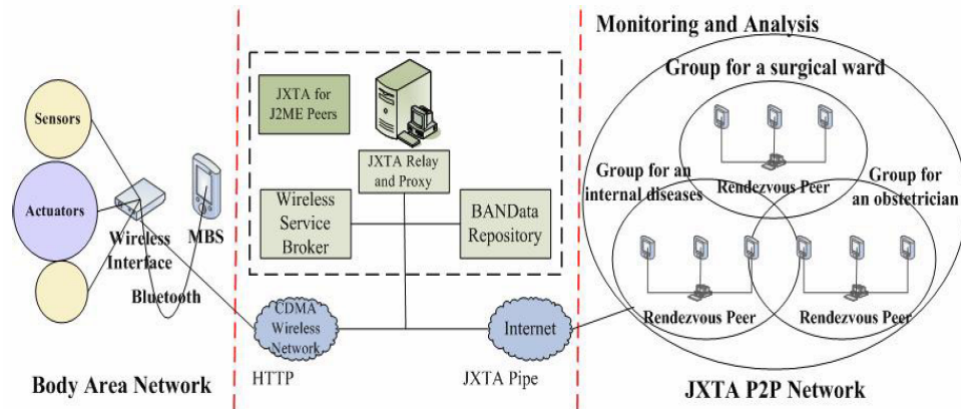 Sensors
Actuators
Wireless
Interface
MBS
Bluetooth
Body Area Network
JXTA for
J2ME Peers
JXTA Relay
and Proxy
Wireless
Service
Broker
BANData
Repository
CDMA
Wireless
Network
Internet
HTTP
JXTA Pipe
Monitoring and Analysis
Group for a surgical ward
Rendezvous Peer
Group for an
internal diseases
Group for
an obstetrician
Rendezvous Peer
Rendezvous Peer
JXTA P2P Network